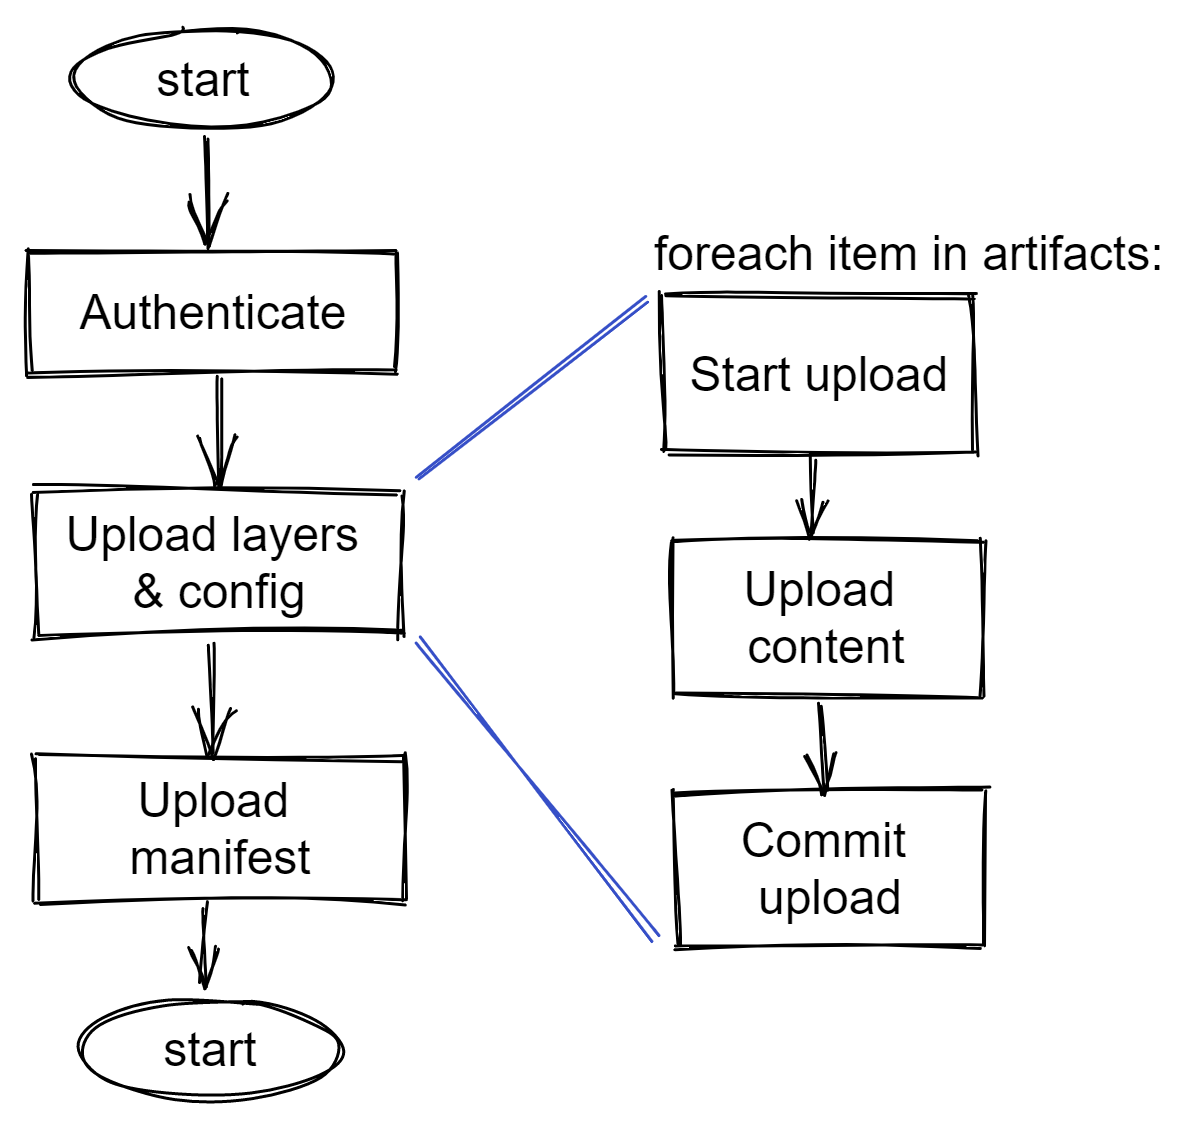 start
Authenticate
Upload layers
& config
Upload
manifest
start
foreach item in artifacts:
Start upload
Upload
content
Commit
upload